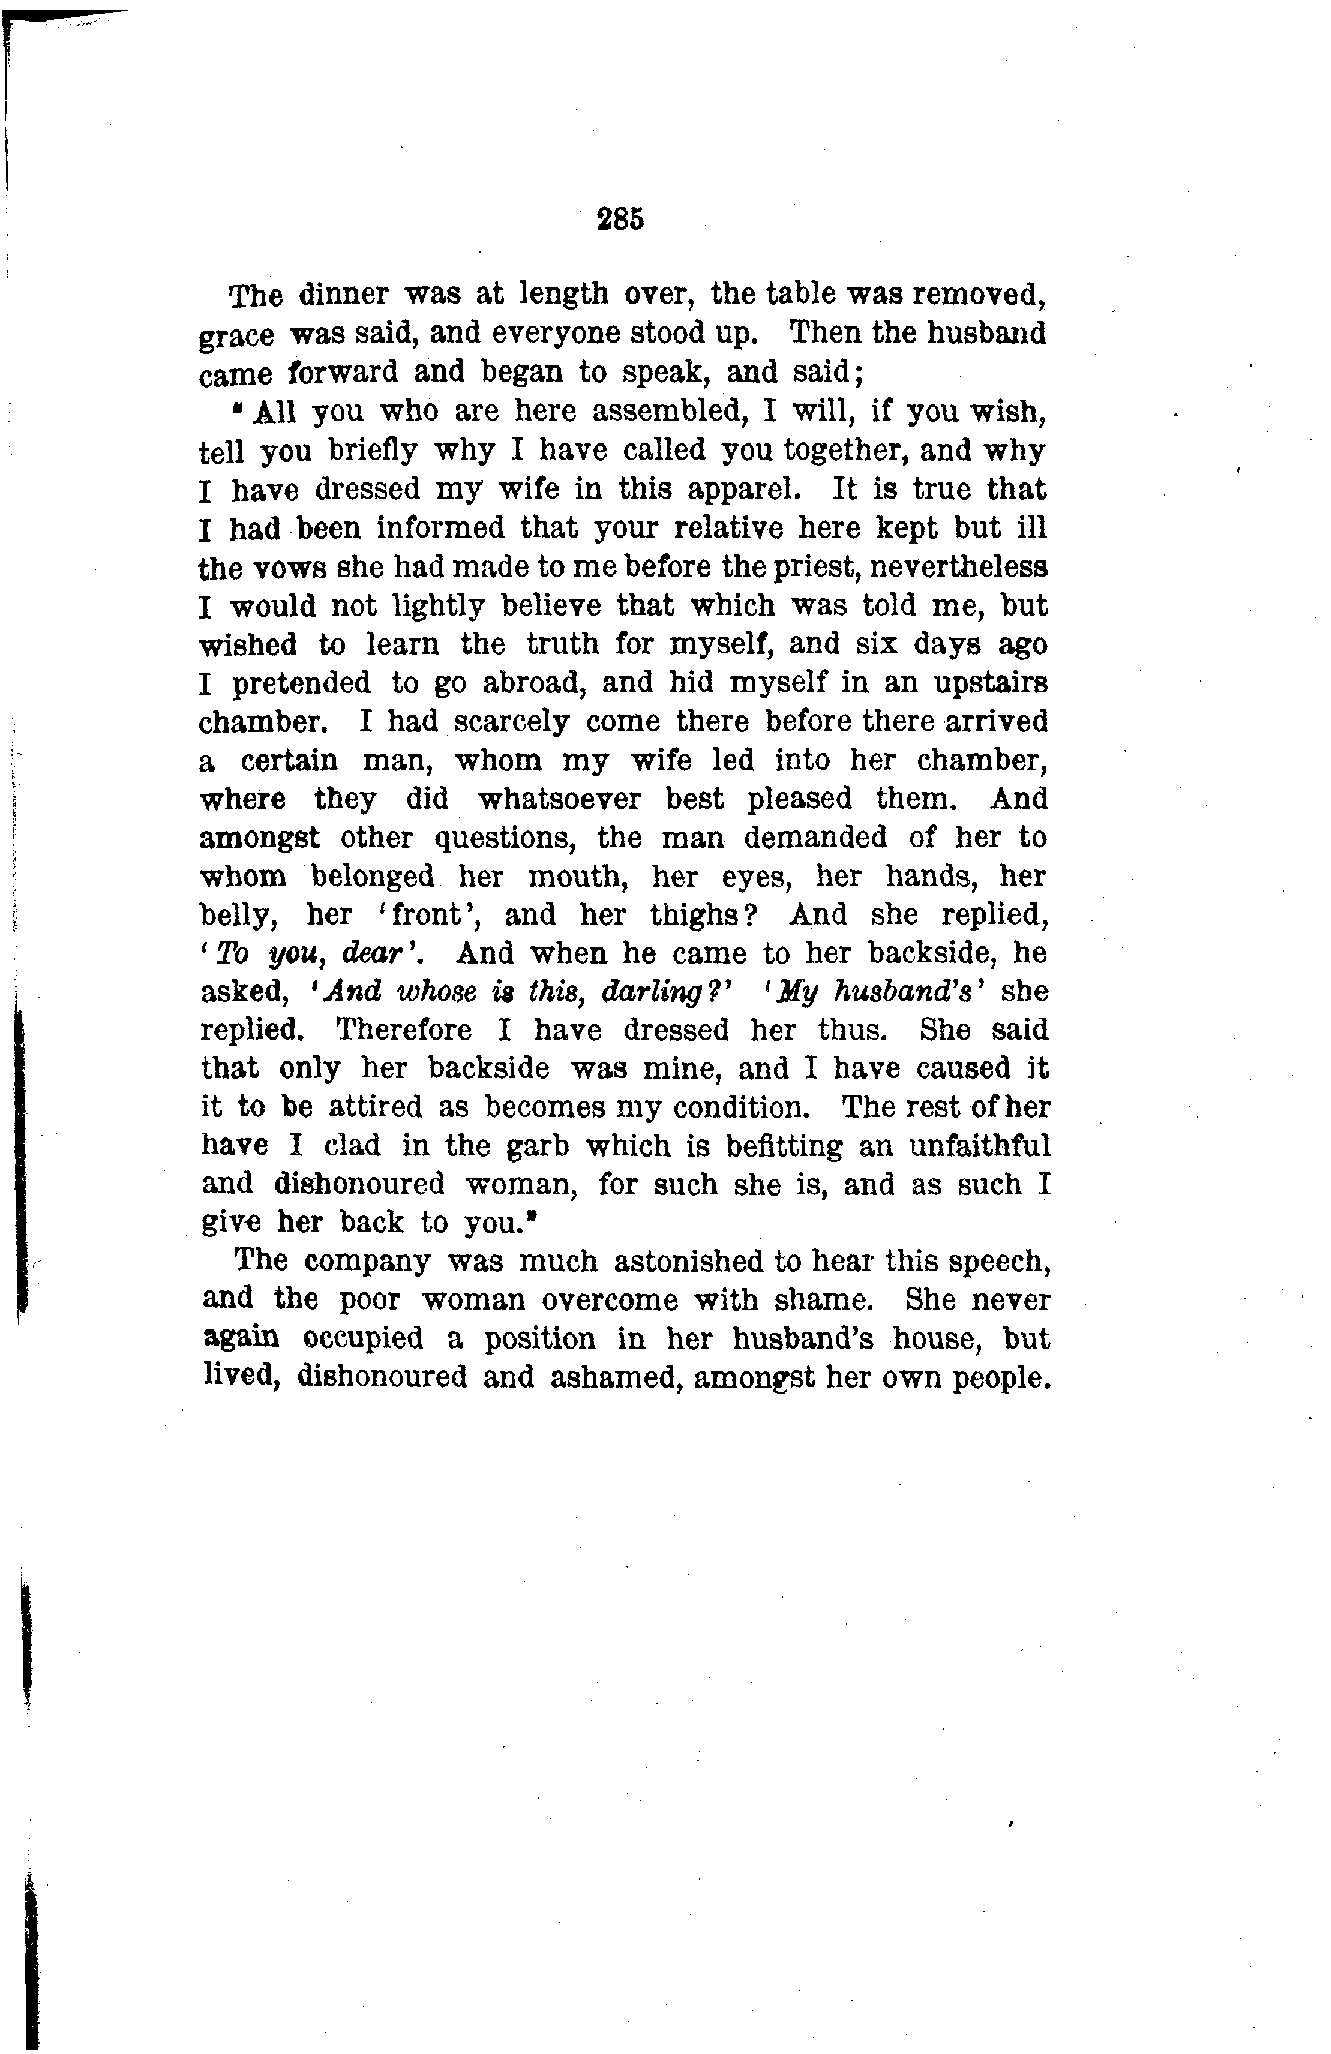 285
The dinner was at length over, the table was removed,
grace was said, and everyone stood up. Then the husband
came forward and began to speak, and said;
"All you who are here assembled, I will, if you wish,
tell you briefly why I have called you together, and why
I have dressed my wife in this apparel. It is true that
I had been informed that your relative here kept but ill
the vows she had made to me before the priest, nevertheless
I would not lightly believe that which was told me, but
wished to learn the truth for myself, and six days ago
I pretended to go abroad, and hid myself in an upstairs
chamber. I had scarcely come there before there arrived
a certain man, whom my wife led into her chamber,
where they did whatsoever best pleased them. And
amongst other questions, the man demanded of her to
whom belonged her mouth, her eyes, her hands, her
belly, her 'front', and her thighs? And she replied,
'To you, dear'. And when he came to her backside, he
asked, 'And whose is this, darling?' 'My husband's' she
replied. Therefore I have dressed her thus. She said
that only her backside was mine, and I have caused it
it to be attired as becomes my condition. The rest of her
have I clad in the garb which is befitting an unfaithful
and dishonoured woman, for such she is, and as such I
give her back to you."
The company was much astonished to hear this speech,
and the poor woman overcome with shame. She never
again occupied a position in her husband's house, but
lived, dishonoured and ashamed, amongst her own people.